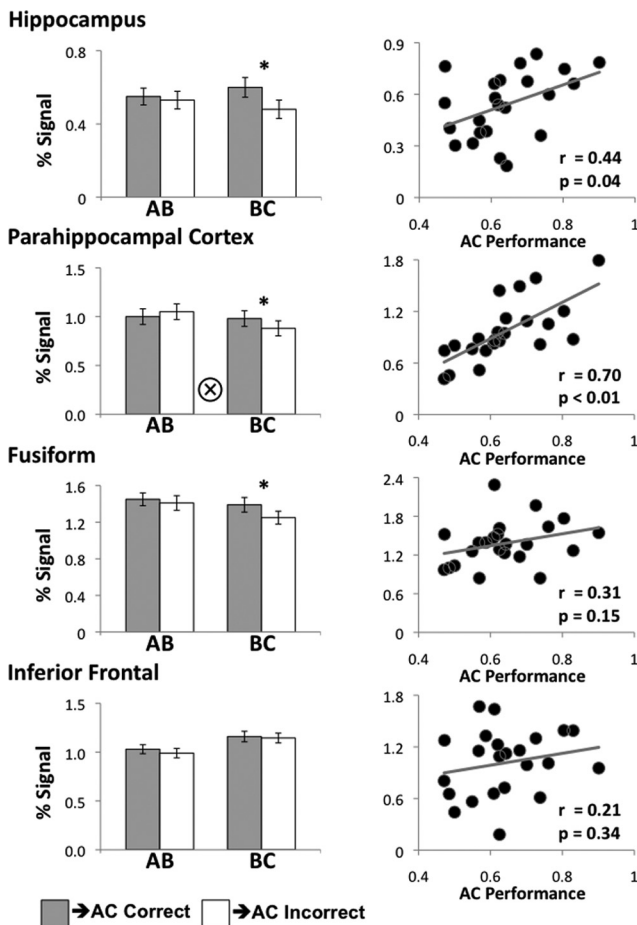 Hippocampus
% Signal
0.8
0.4
0
*
AB
BC
0.9
0.6
0.3
0
r = 0.44
p = 0.04
0.4
0.6
0.8
1
AC Performance
Parahippocampal Cortex
% Signal
1.5
1.0
0.5
0.0
*
AB
BC
1.8
1.2
0.6
0
r = 0.70
p < 0.01
0.4
0.6
0.8
1
AC Performance
Fusiform
% Signal
1.6
1.2
0.8
0.4
0
*
AB
BC
2.4
1.8
1.2
0.6
0
r = 0.31
p = 0.15
0.4
0.6
0.8
1
AC Performance
Inferior Frontal
% Signal
1.5
1.0
0.5
0.0
AB
BC
1.8
1.2
0.6
0
r = 0.21
p = 0.34
0.4
0.6
0.8
1
AC Performance
➔AC Correct ➔AC Incorrect